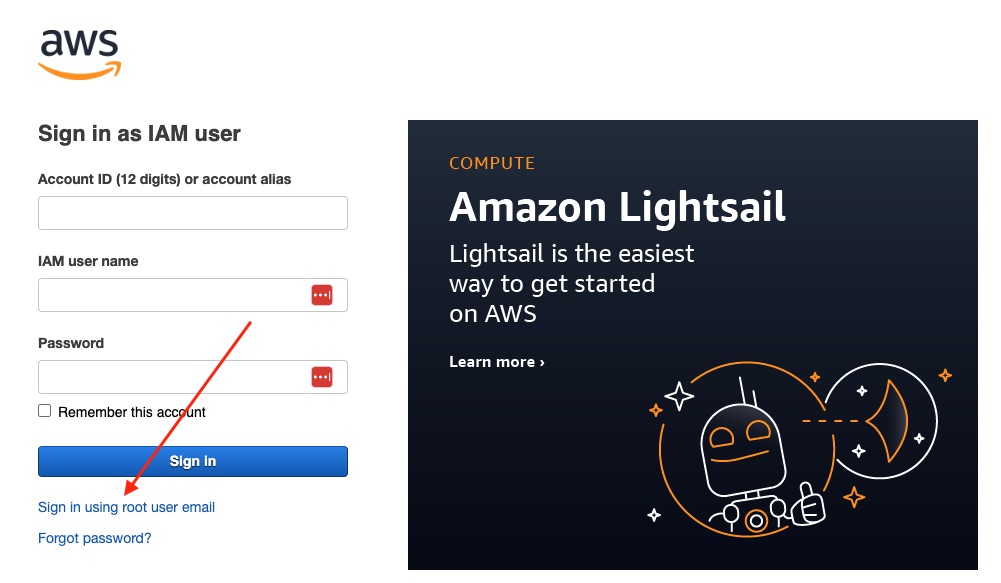 aws
Sign in as IAM user
Account ID (12 digits) or account alias
IAM user name
Password
Remember this account
Sign in
Sign in using root user email
Forgot password?
COMPUTE
Amazon Lightsail
Lightsail is the easiest
way to get started
on AWS
Learn more ›